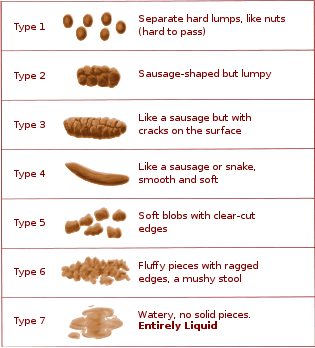 Type 1
Separate hard lumps, like nuts
(hard to pass)
Type 2
Sausage-shaped but lumpy
Type 3
Like a sausage but with
cracks on the surface
Type 4
Like a sausage or snake,
smooth and soft
Type 5
Soft blobs with clear-cut
edges
Type 6
Fluffy pieces with ragged
edges, a mushy stool
Type 7
Watery, no solid pieces.
Entirely Liquid